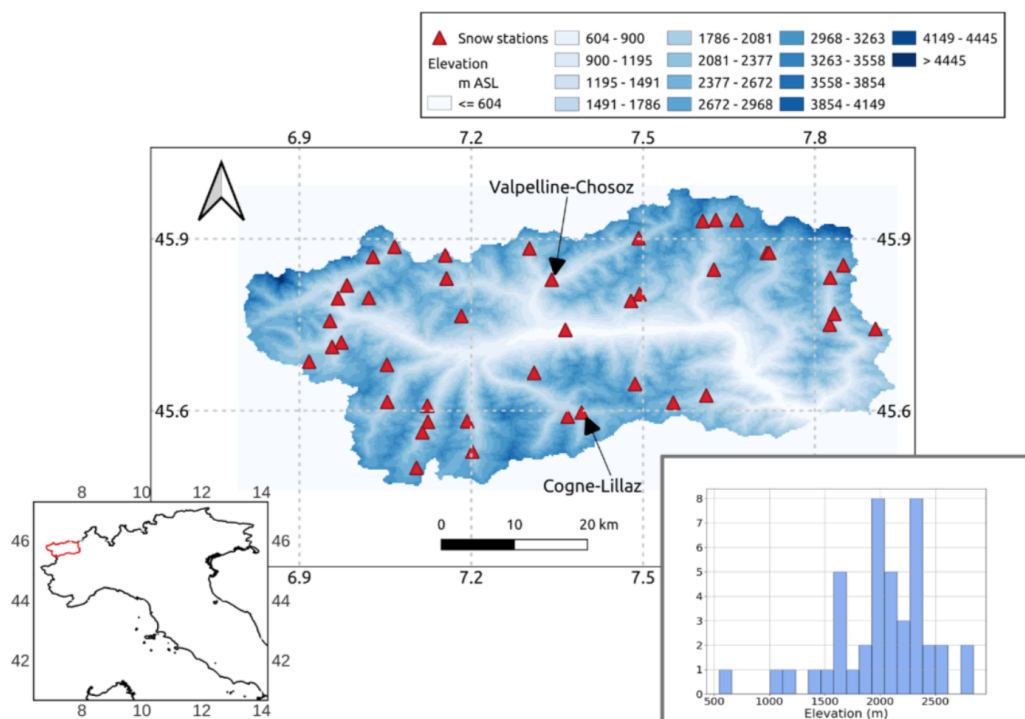 Snow stations
Elevation
m ASL
<= 604
604 - 900
900 - 1195
1195 - 1491
1491 - 1786
1786 - 2081
2081 - 2377
2377 - 2672
2672 - 2968
2968 - 3263
3263 - 3558
3558 - 3854
3854 - 4149
4149 - 4445
> 4445
6.9 7.2 7.5 7.8
Valpelline-Chosoz
45.9 45.9
45.6 45.6
Cogne-Lillaz
0 10 20 km
6.9 7.2 7.5
8 10 12 14
46 46
44 44
42 42
8 10 12 14
8
7
6
5
4
3
2
1
0
500 1000 1500 2000 2500
Elevation (m)